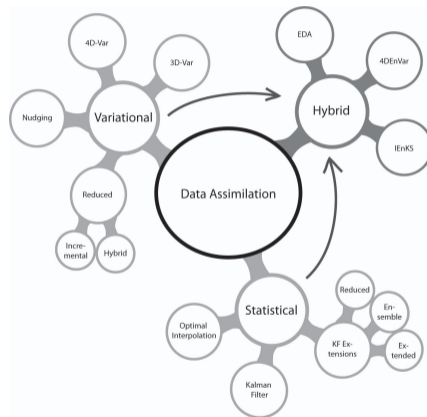 EDA
4D-Var
3D-Var
4DEnVar
Nudging
Variational
Hybrid
IEnKS
Reduced
Data Assimilation
Incre-
mental
Hybrid
Statistical
Reduced
En-
semble
Optimal
Interpolation
KF Ex-
tensions
Ex-
tended
Kalman
Filter